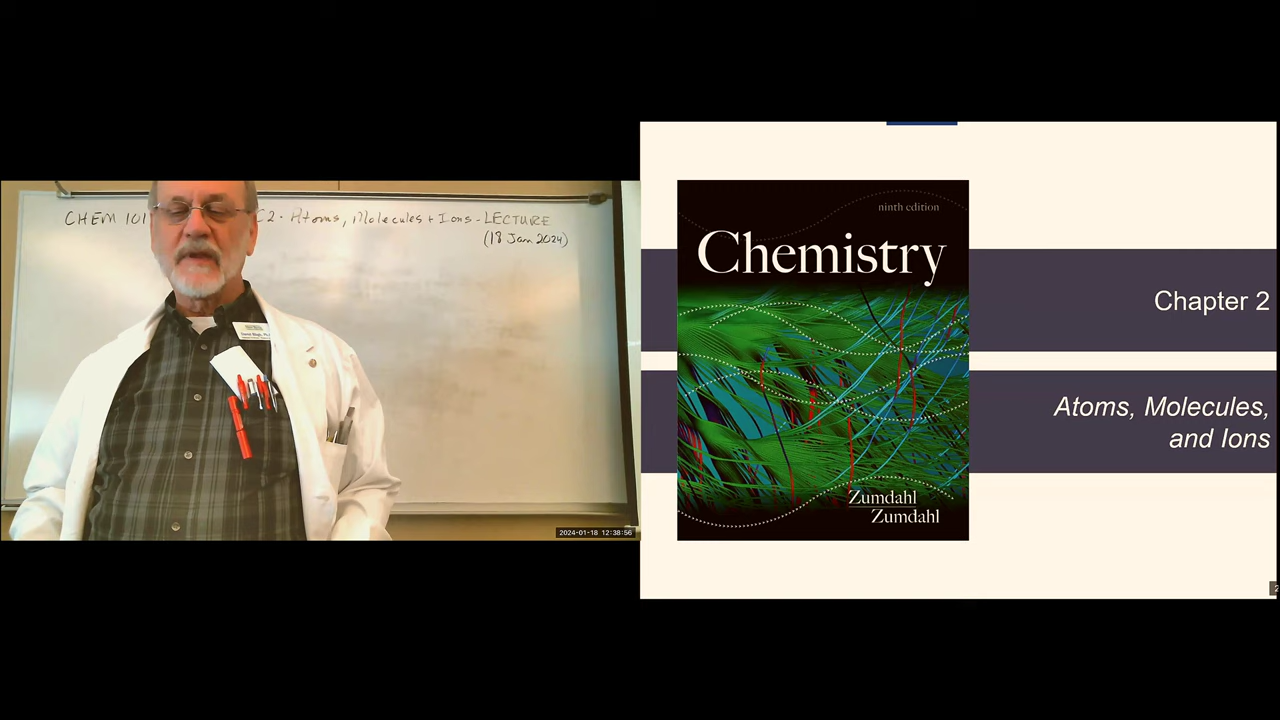 CHEM 101
2. Atoms, Molecules + Ions - LECTURE
(18 Jan 2024)
2024-01-18 12:38:56
ninth edition
Chemistry
Zumdahl
Zumdahl
Chapter 2
Atoms, Molecules,
and Ions